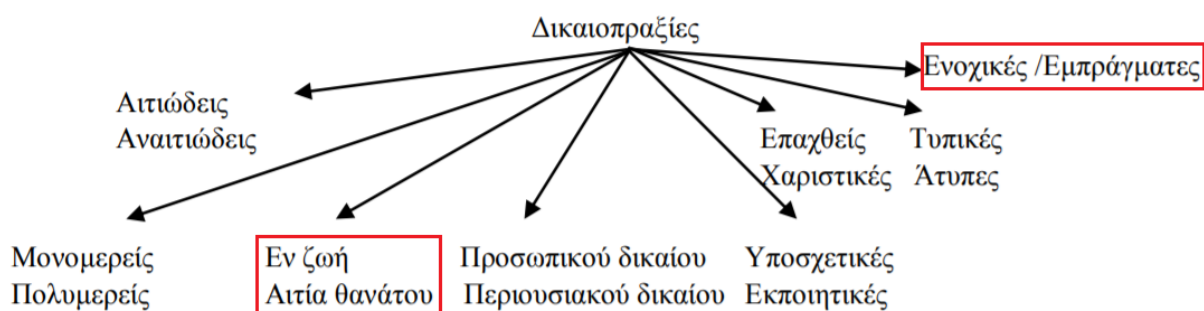 Δικαιοπραξίες
Ενοχικές /Εμπράγματες
Αιτιώδεις
Αναιτιώδεις
Επαχθείς
Χαριστικές
Τυπικές
Άτυπες
Μονομερείς
Πολυμερείς
Εν ζωή
Αιτία θανάτου
Προσωπικού δικαίου
Περιουσιακού δικαίου
Υποσχετικές
Εκποιητικές